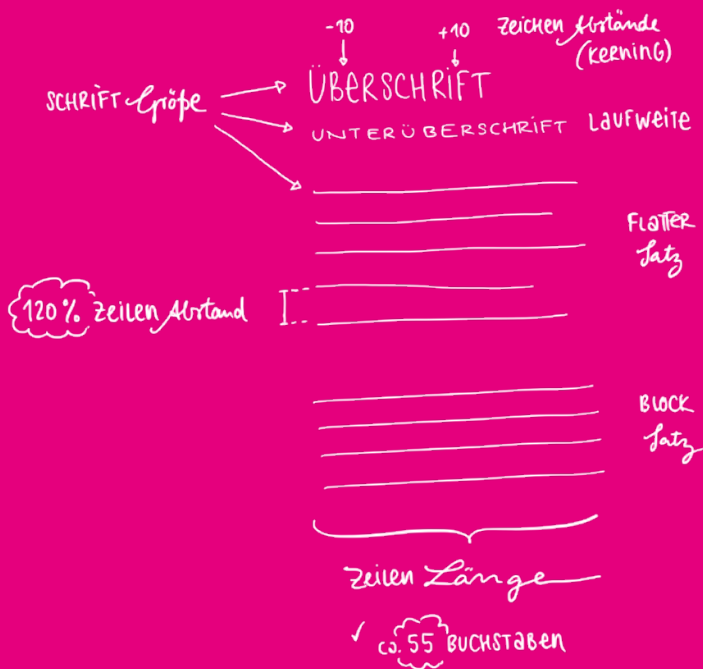 -10 +10 Zeichen Abstände
(Kerning)
SCHRIFT Größe
ÜBERSCHRIFT
UNTERÜBERSCHRIFT Laufweite
Flatter
Satz
120% Zeilen Abstand
Block
Satz
Zeilen Länge
✓ ca. 55 BUCHSTABEN